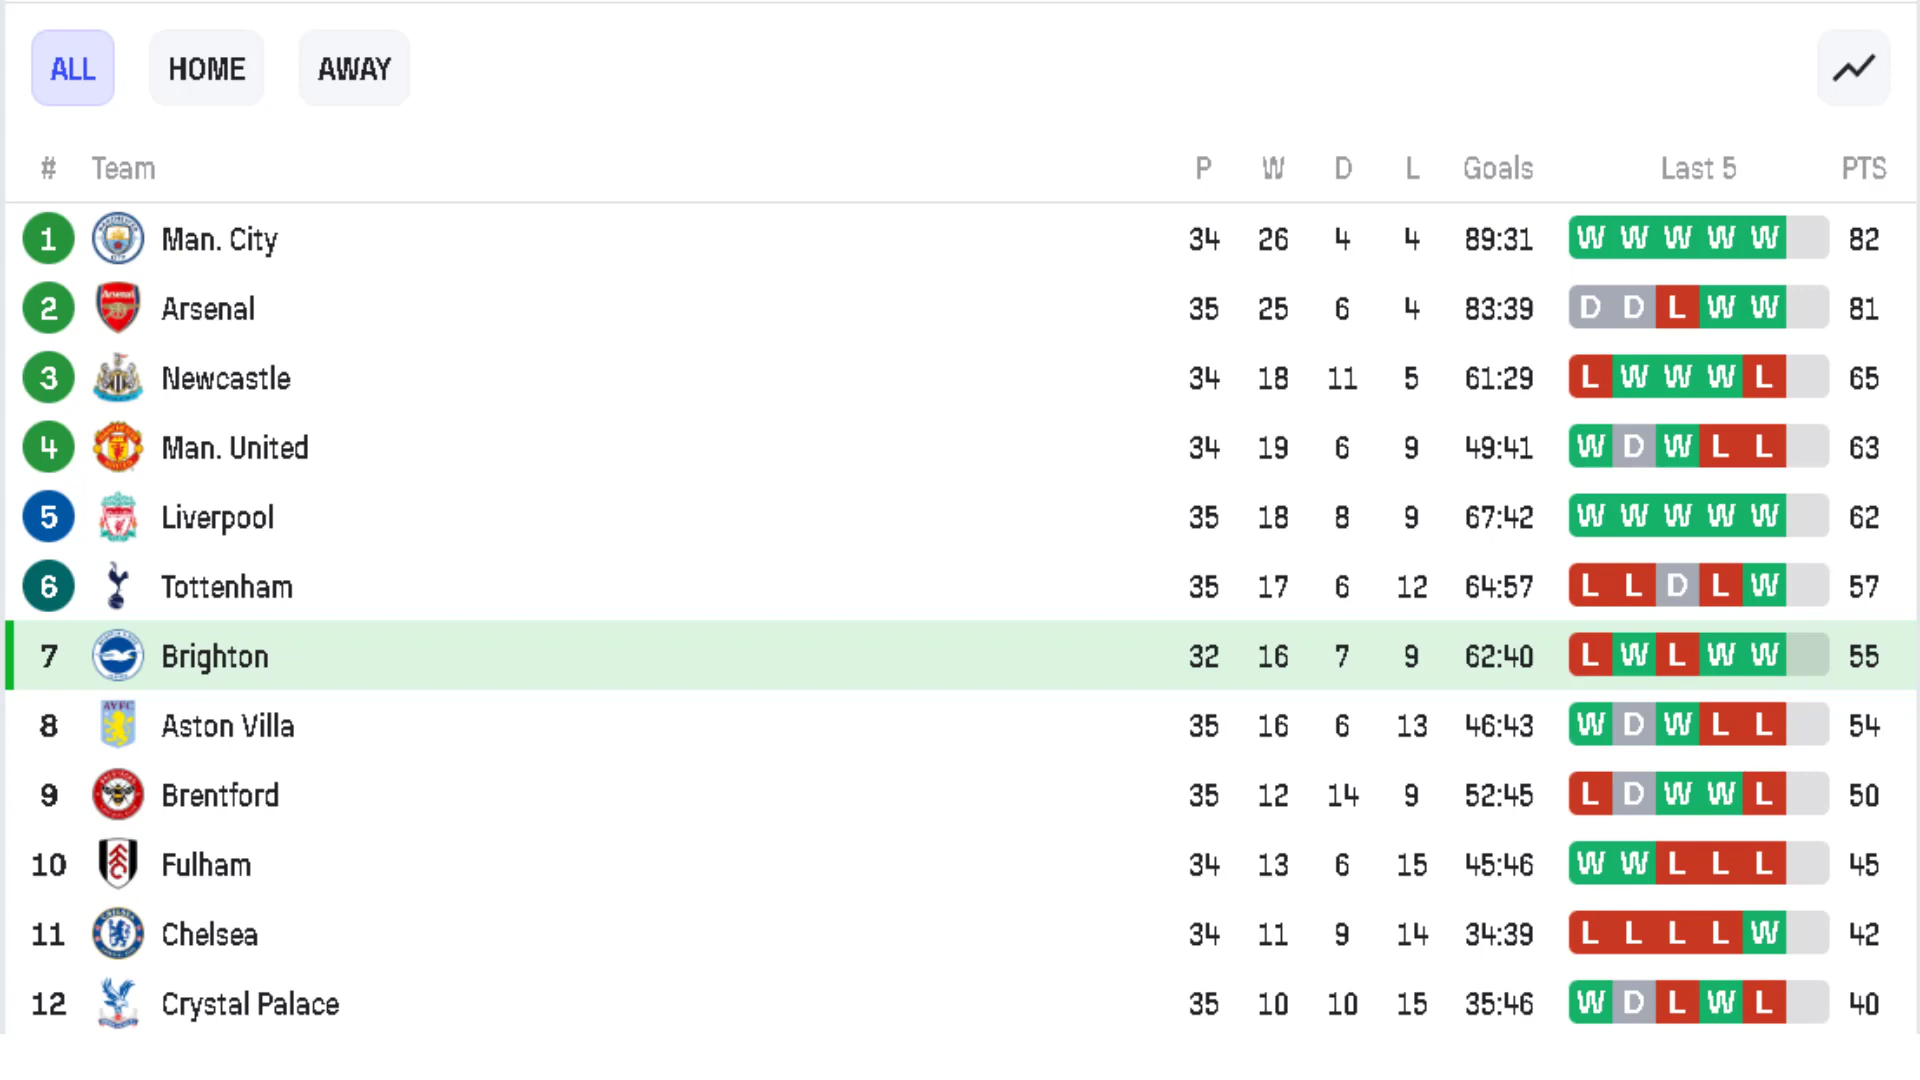 ALL HOME AWAY
# Team P W D L Goals Last 5 PTS
1 Man. City 34 26 4 4 89:31 W W W W W 82
2 Arsenal 35 25 6 4 83:39 D D L W W 81
3 Newcastle 34 18 11 5 61:29 L W W W L 65
4 Man. United 34 19 6 9 49:41 W D W L L 63
5 Liverpool 35 18 8 9 67:42 W W W W W 62
6 Tottenham 35 17 6 12 64:57 L L D L W 57
7 Brighton 32 16 7 9 62:40 L W L W W 55
8 Aston Villa 35 16 6 13 46:43 W D W L L 54
9 Brentford 35 12 14 9 52:45 L D W W L 50
10 Fulham 34 13 6 15 45:46 W W L L L 45
11 Chelsea 34 11 9 14 34:39 L L L L W 42
12 Crystal Palace 35 10 10 15 35:46 W D L W L 40